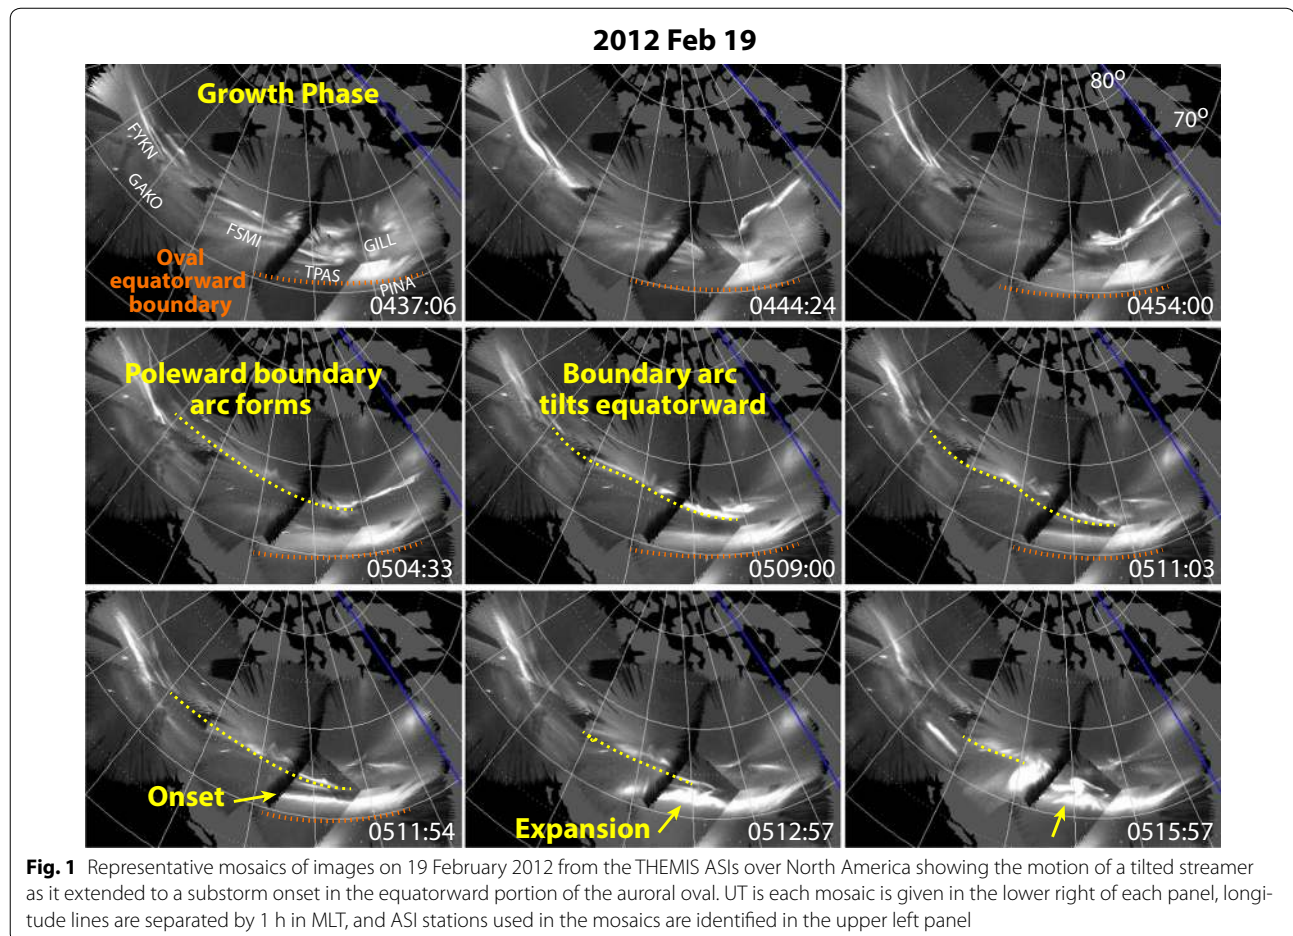 2012 Feb 19
Growth Phase
FYKN
GAKO
FSMI
TPAS
GILL
PINA
Oval
equatorward
boundary
0437:06
0444:24
80°
70°
0454:00
Poleward boundary
arc forms
0504:33
Boundary arc
tilts equatorward
0509:00
0511:03
Onset
0511:54
Expansion
0512:57
0515:57
Fig. 1 Representative mosaics of images on 19 February 2012 from the THEMIS ASIs over North America showing the motion of a tilted streamer
as it extended to a substorm onset in the equatorward portion of the auroral oval. UT is each mosaic is given in the lower right of each panel, longi-
tude lines are separated by 1 h in MLT, and ASI stations used in the mosaics are identified in the upper left panel